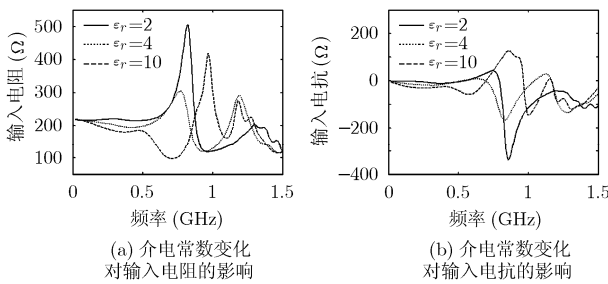 500
400
300
200
100
输入电阻 (Ω)
εr=2
εr=4
εr=10
0
0.5
1
1.5
频率 (GHz)
(a) 介电常数变化
对输入电阻的影响
300
0
−200
−400
输入电抗 (Ω)
εr=2
εr=4
εr=10
0
0.5
1
1.5
频率 (GHz)
(b) 介电常数变化
对输入电抗的影响